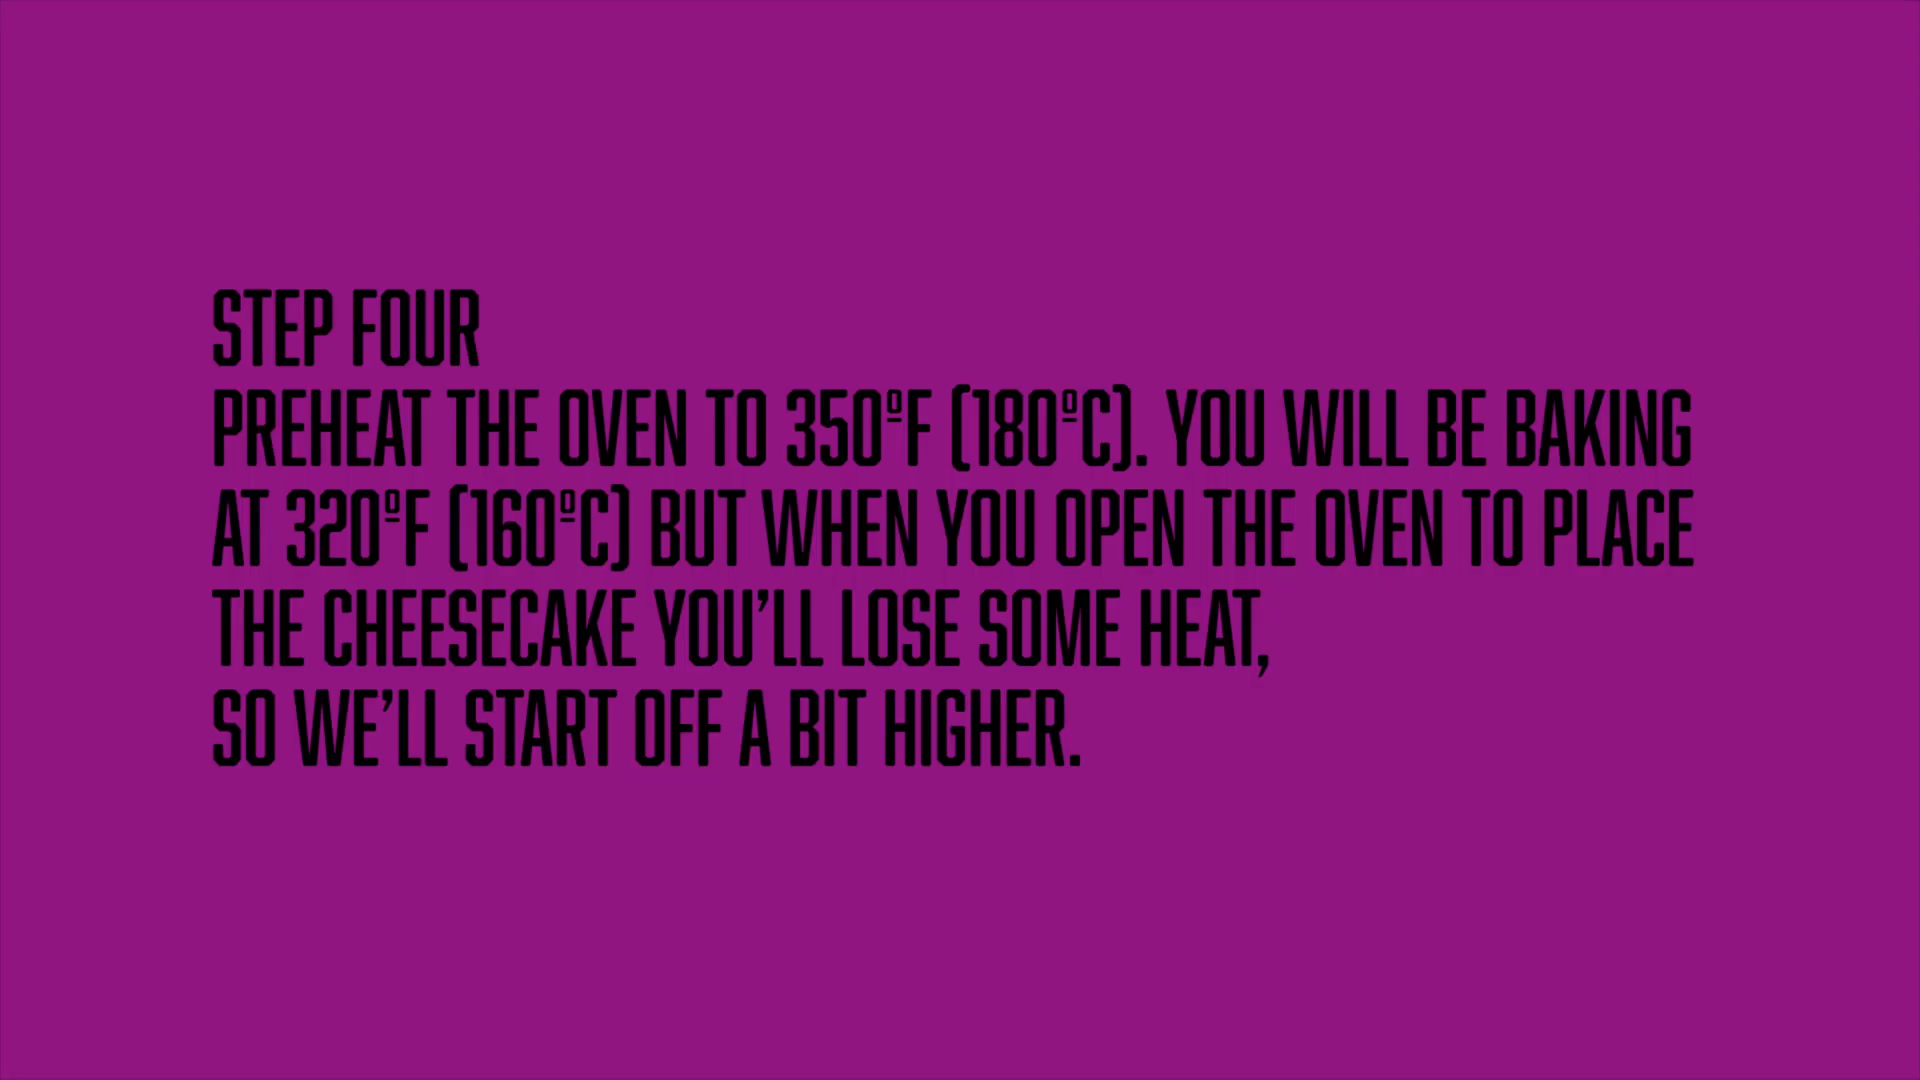 STEP FOUR
PREHEAT THE OVEN TO 350ºF (180ºC). YOU WILL BE BAKING
AT 320ºF (160ºC) BUT WHEN YOU OPEN THE OVEN TO PLACE
THE CHEESECAKE YOU’LL LOSE SOME HEAT,
SO WE’LL START OFF A BIT HIGHER.